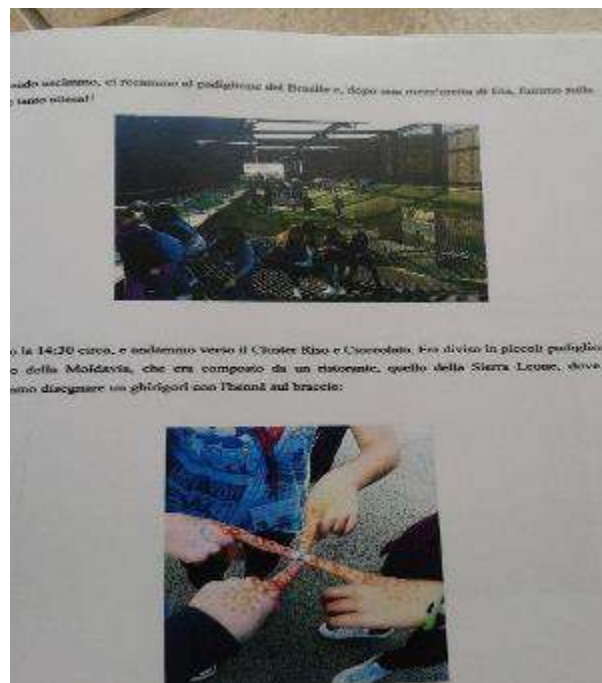 uscimmo, ci recammo al padiglione del Brasile e, dopo una mezz'oretta di fila, fummo sulla
tanto attesa!!
la 14:30 circa, e andammo verso il Cluster Riso e Cioccolato. Era diviso in piccoli
della Moldavia, che era composto da un ristorante, quello della Sierra Leone, dove
disegnare un ghirigori con l'henné sul braccio: